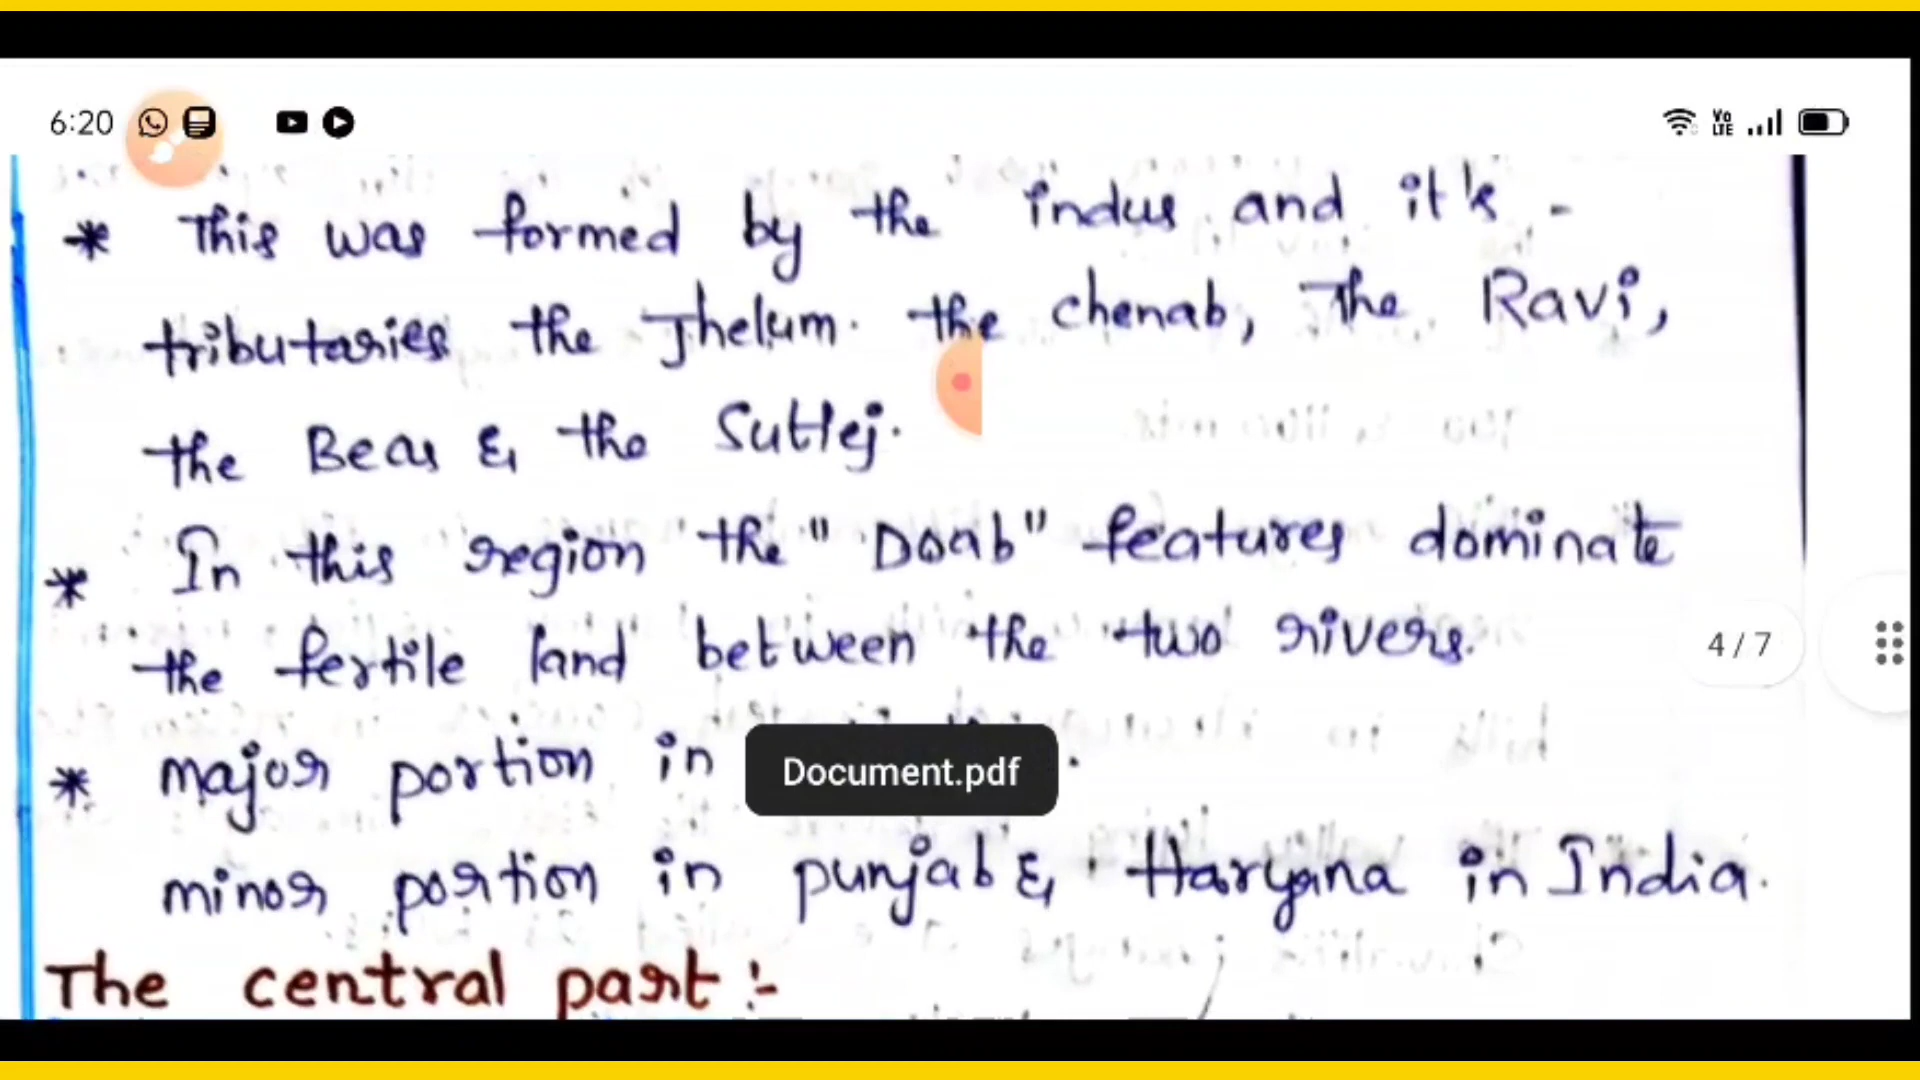 6:20
Vo
LTE
* This was formed by the indus and it's -
tributaries the Jhelum. the chenab, The Ravi,
the Beas & the Sutlej.
* In this region the "Doab" features dominate
the fertile land between the two rivers.
* major portion in
Document.pdf
minor portion in punjab & Haryana in India.
4/7
The central part :-